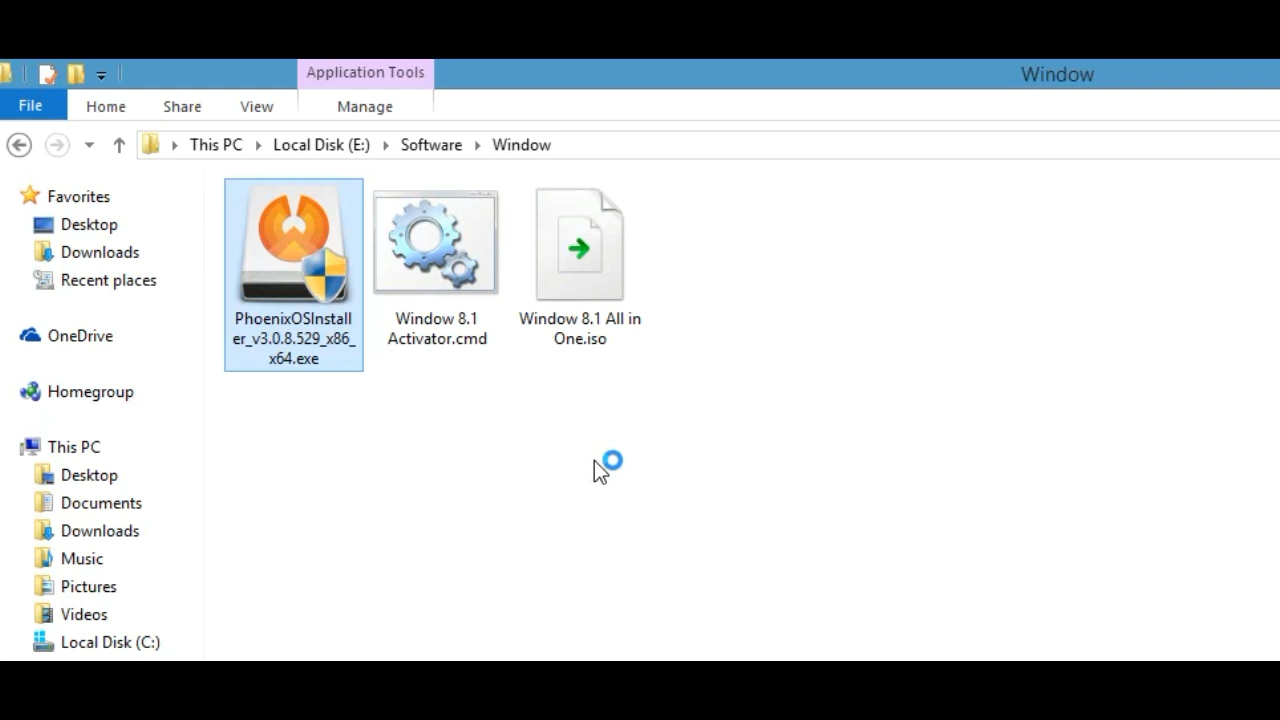 Application Tools
Window
File
Home
Share
View
Manage
This PC
Local Disk (E:)
Software
Window
Favorites
Desktop
Downloads
Recent places
OneDrive
Homegroup
This PC
Desktop
Documents
Downloads
Music
Pictures
Videos
Local Disk (C:)
PhoenixOSInstall
er_v3.0.8.529_x86_
x64.exe
Window 8.1
Activator.cmd
Window 8.1 All in
One.iso